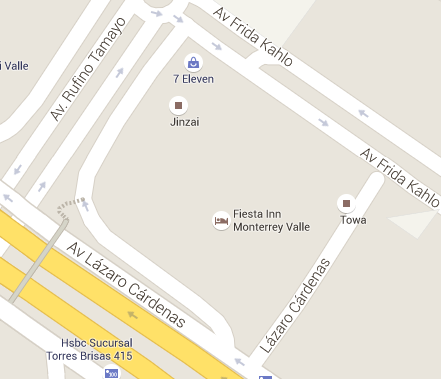 Av Frida Kahlo
Av. Rufino Tamayo
i Valle
7 Eleven
Jinzai
Av Frida Kahlo
Fiesta Inn
Monterrey Valle
Towa
Av Lázaro Cárdenas
Lázaro Cárdenas
Hsbc Sucursal
Torres Brisas 415